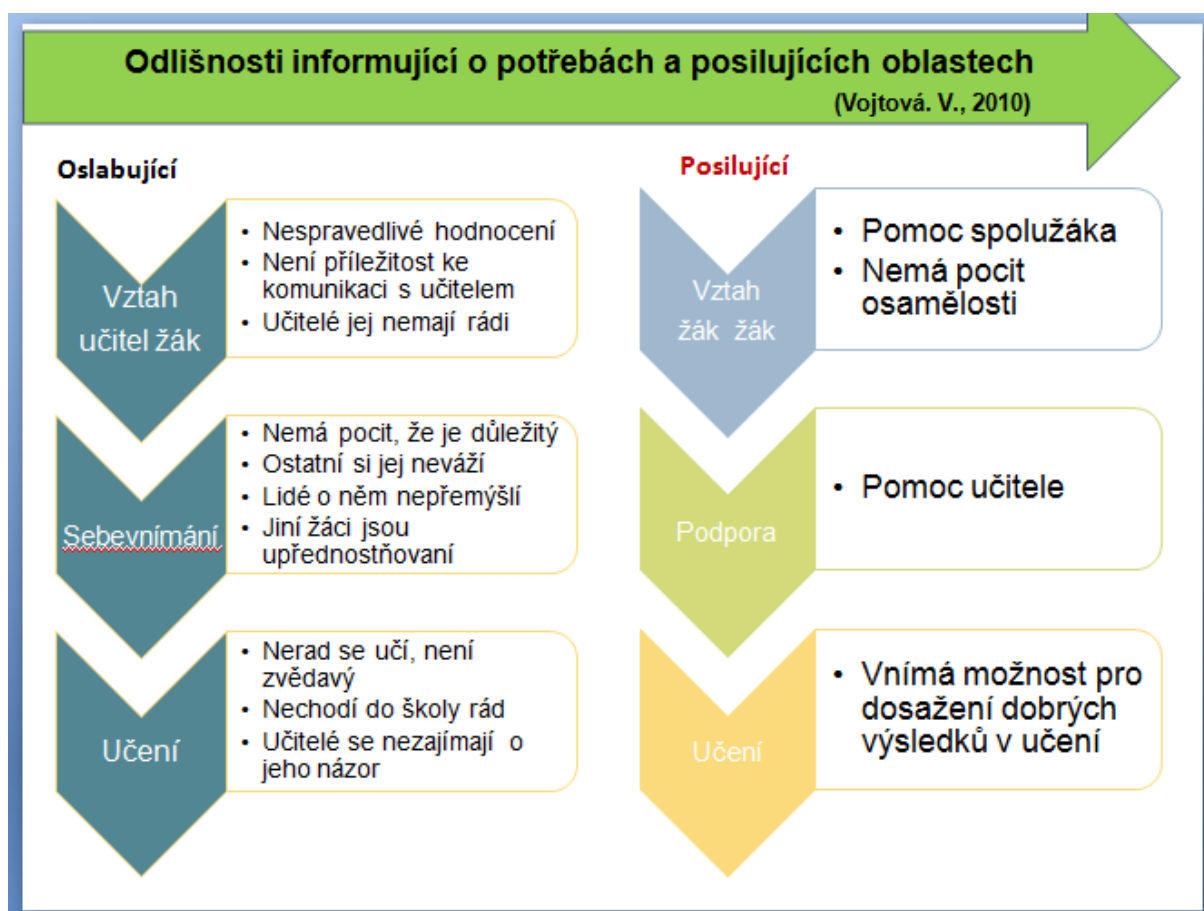 Odlišnosti informující o potřebách a posilujících oblastech
(Vojtová. V., 2010)
Oslabující
Vztah
učitel žák
• Nespravedlivé hodnocení
• Není příležitost ke
komunikaci s učitelem
• Učitelé jej nemají rádi
Sebevnímání
• Nemá pocit, že je důležitý
• Ostatní si jej neváží
• Lidé o něm nepřemýšlí
• Jiní žáci jsou
upřednostňovaní
Učení
• Nerad se učí, není
zvědavý
• Nechodí do školy rád
• Učitelé se nezajímají o
jeho názor
Posilující
Vztah
žák žák
• Pomoc spolužáka
• Nemá pocit
osamělosti
Podpora
• Pomoc učitele
Učení
• Vnímá možnost pro
dosažení dobrých
výsledků v učení